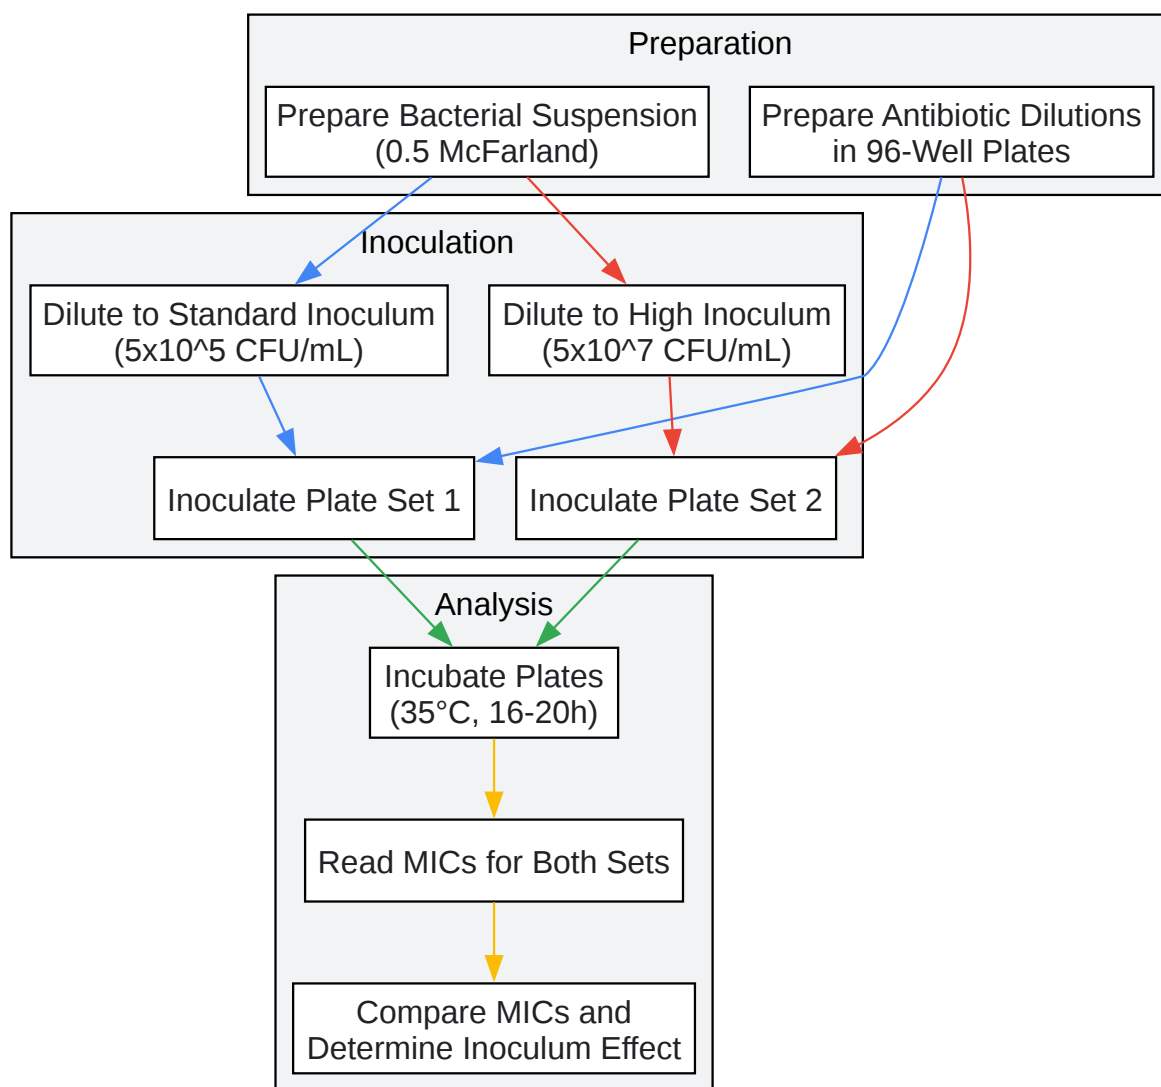 Preparation
Prepare Bacterial Suspension
(0.5 McFarland)
Prepare Antibiotic Dilutions
in 96-Well Plates
Inoculation
Dilute to Standard Inoculum
(5x10^5 CFU/mL)
Dilute to High Inoculum
(5x10^7 CFU/mL)
Inoculate Plate Set 1
Inoculate Plate Set 2
Analysis
Incubate Plates
(35°C, 16-20h)
Read MICs for Both Sets
Compare MICs and
Determine Inoculum Effect